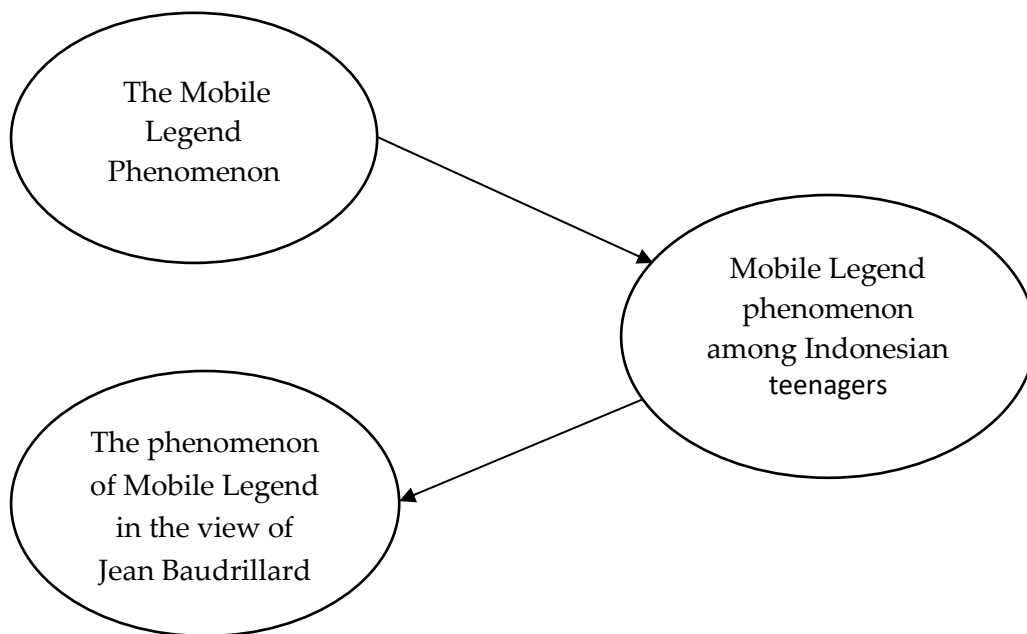 The Mobile
Legend
Phenomenon
Mobile Legend
phenomenon
among Indonesian
teenagers
The phenomenon
of Mobile Legend
in the view of
Jean Baudrillard